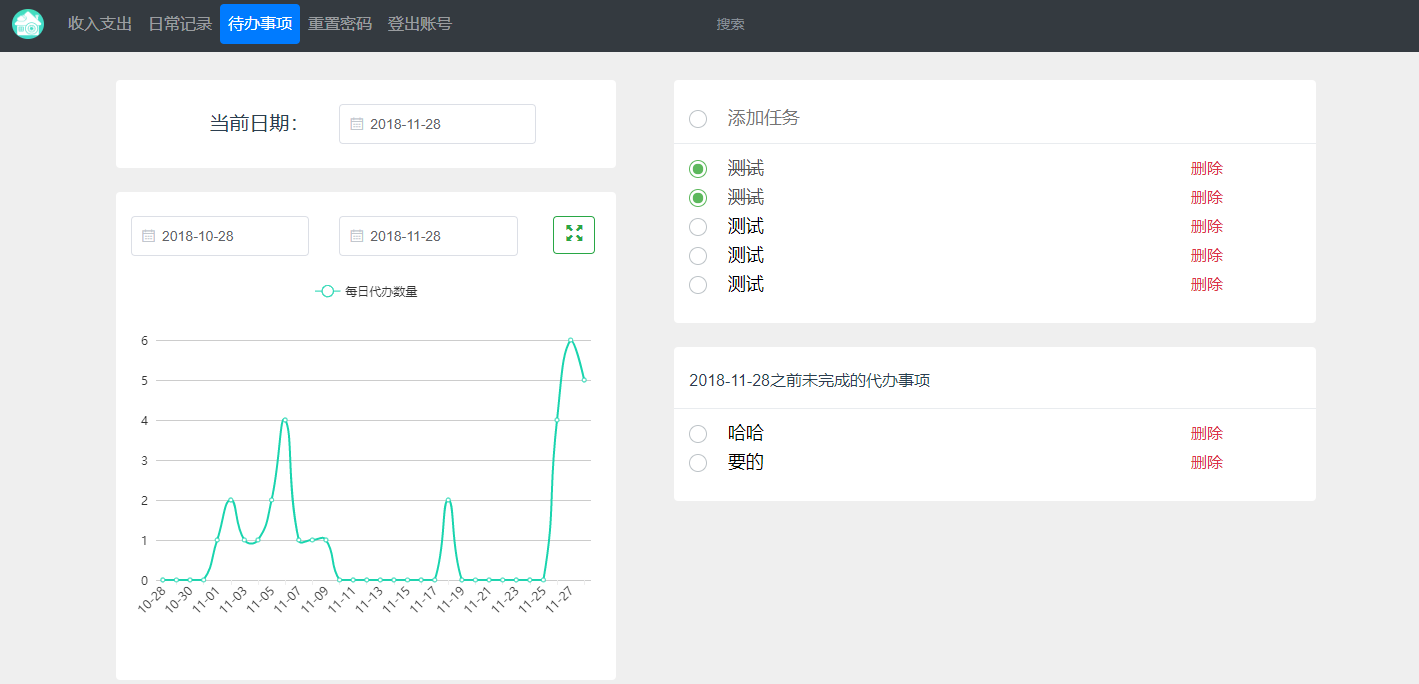 收入支出 日常记录 待办事项 重置密码 登出账号 搜索
当前日期： 2018-11-28
2018-10-28 2018-11-28
每日代办数量
6
5
4
3
2
1
0
10-28 10-30 11-01 11-03 11-05 11-07 11-09 11-11 11-13 11-15 11-17 11-19 11-21 11-23 11-25 11-27
添加任务
测试 删除
测试 删除
测试 删除
测试 删除
测试 删除
2018-11-28之前未完成的代办事项
哈哈 删除
要的 删除